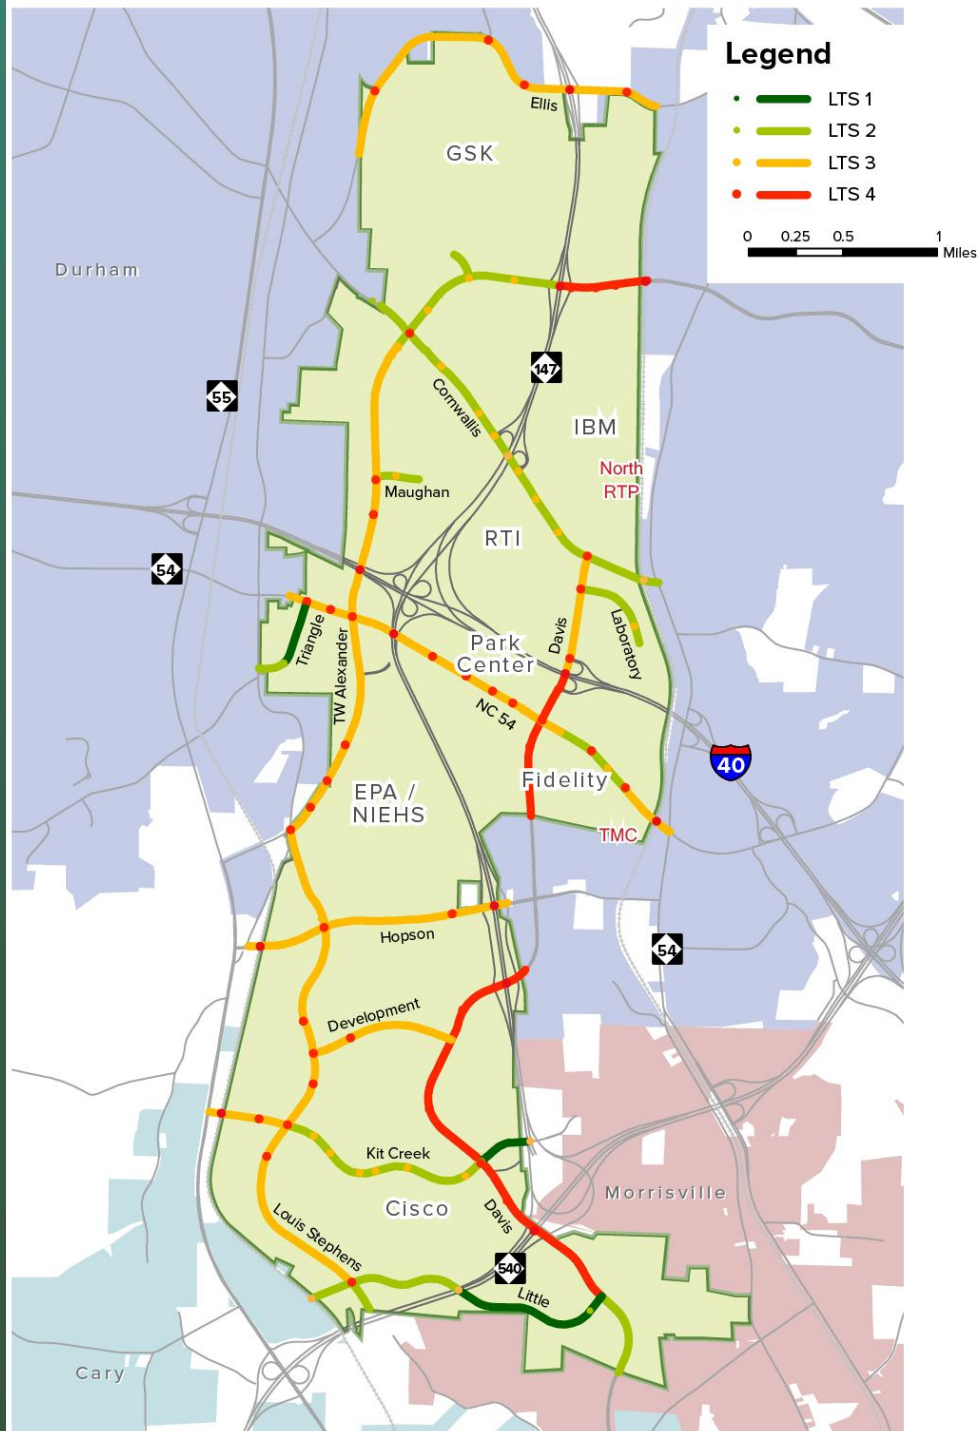 Legend
LTS 1
LTS 2
LTS 3
LTS 4
0 0.25 0.5 1
Miles
Ellis
GSK
Durham
147
55
Cornwallis
IBM
North
RTP
Maughan
RTI
54
Triangle
TW Alexander
Park
Center
Davis
Laboratory
NC 54
40
Fidelity
EPA /
NIEHS
TMC
Hopson
54
Development
Kit Creek
Morrisville
Cisco
Davis
Louis Stephens
540
Little
Cary